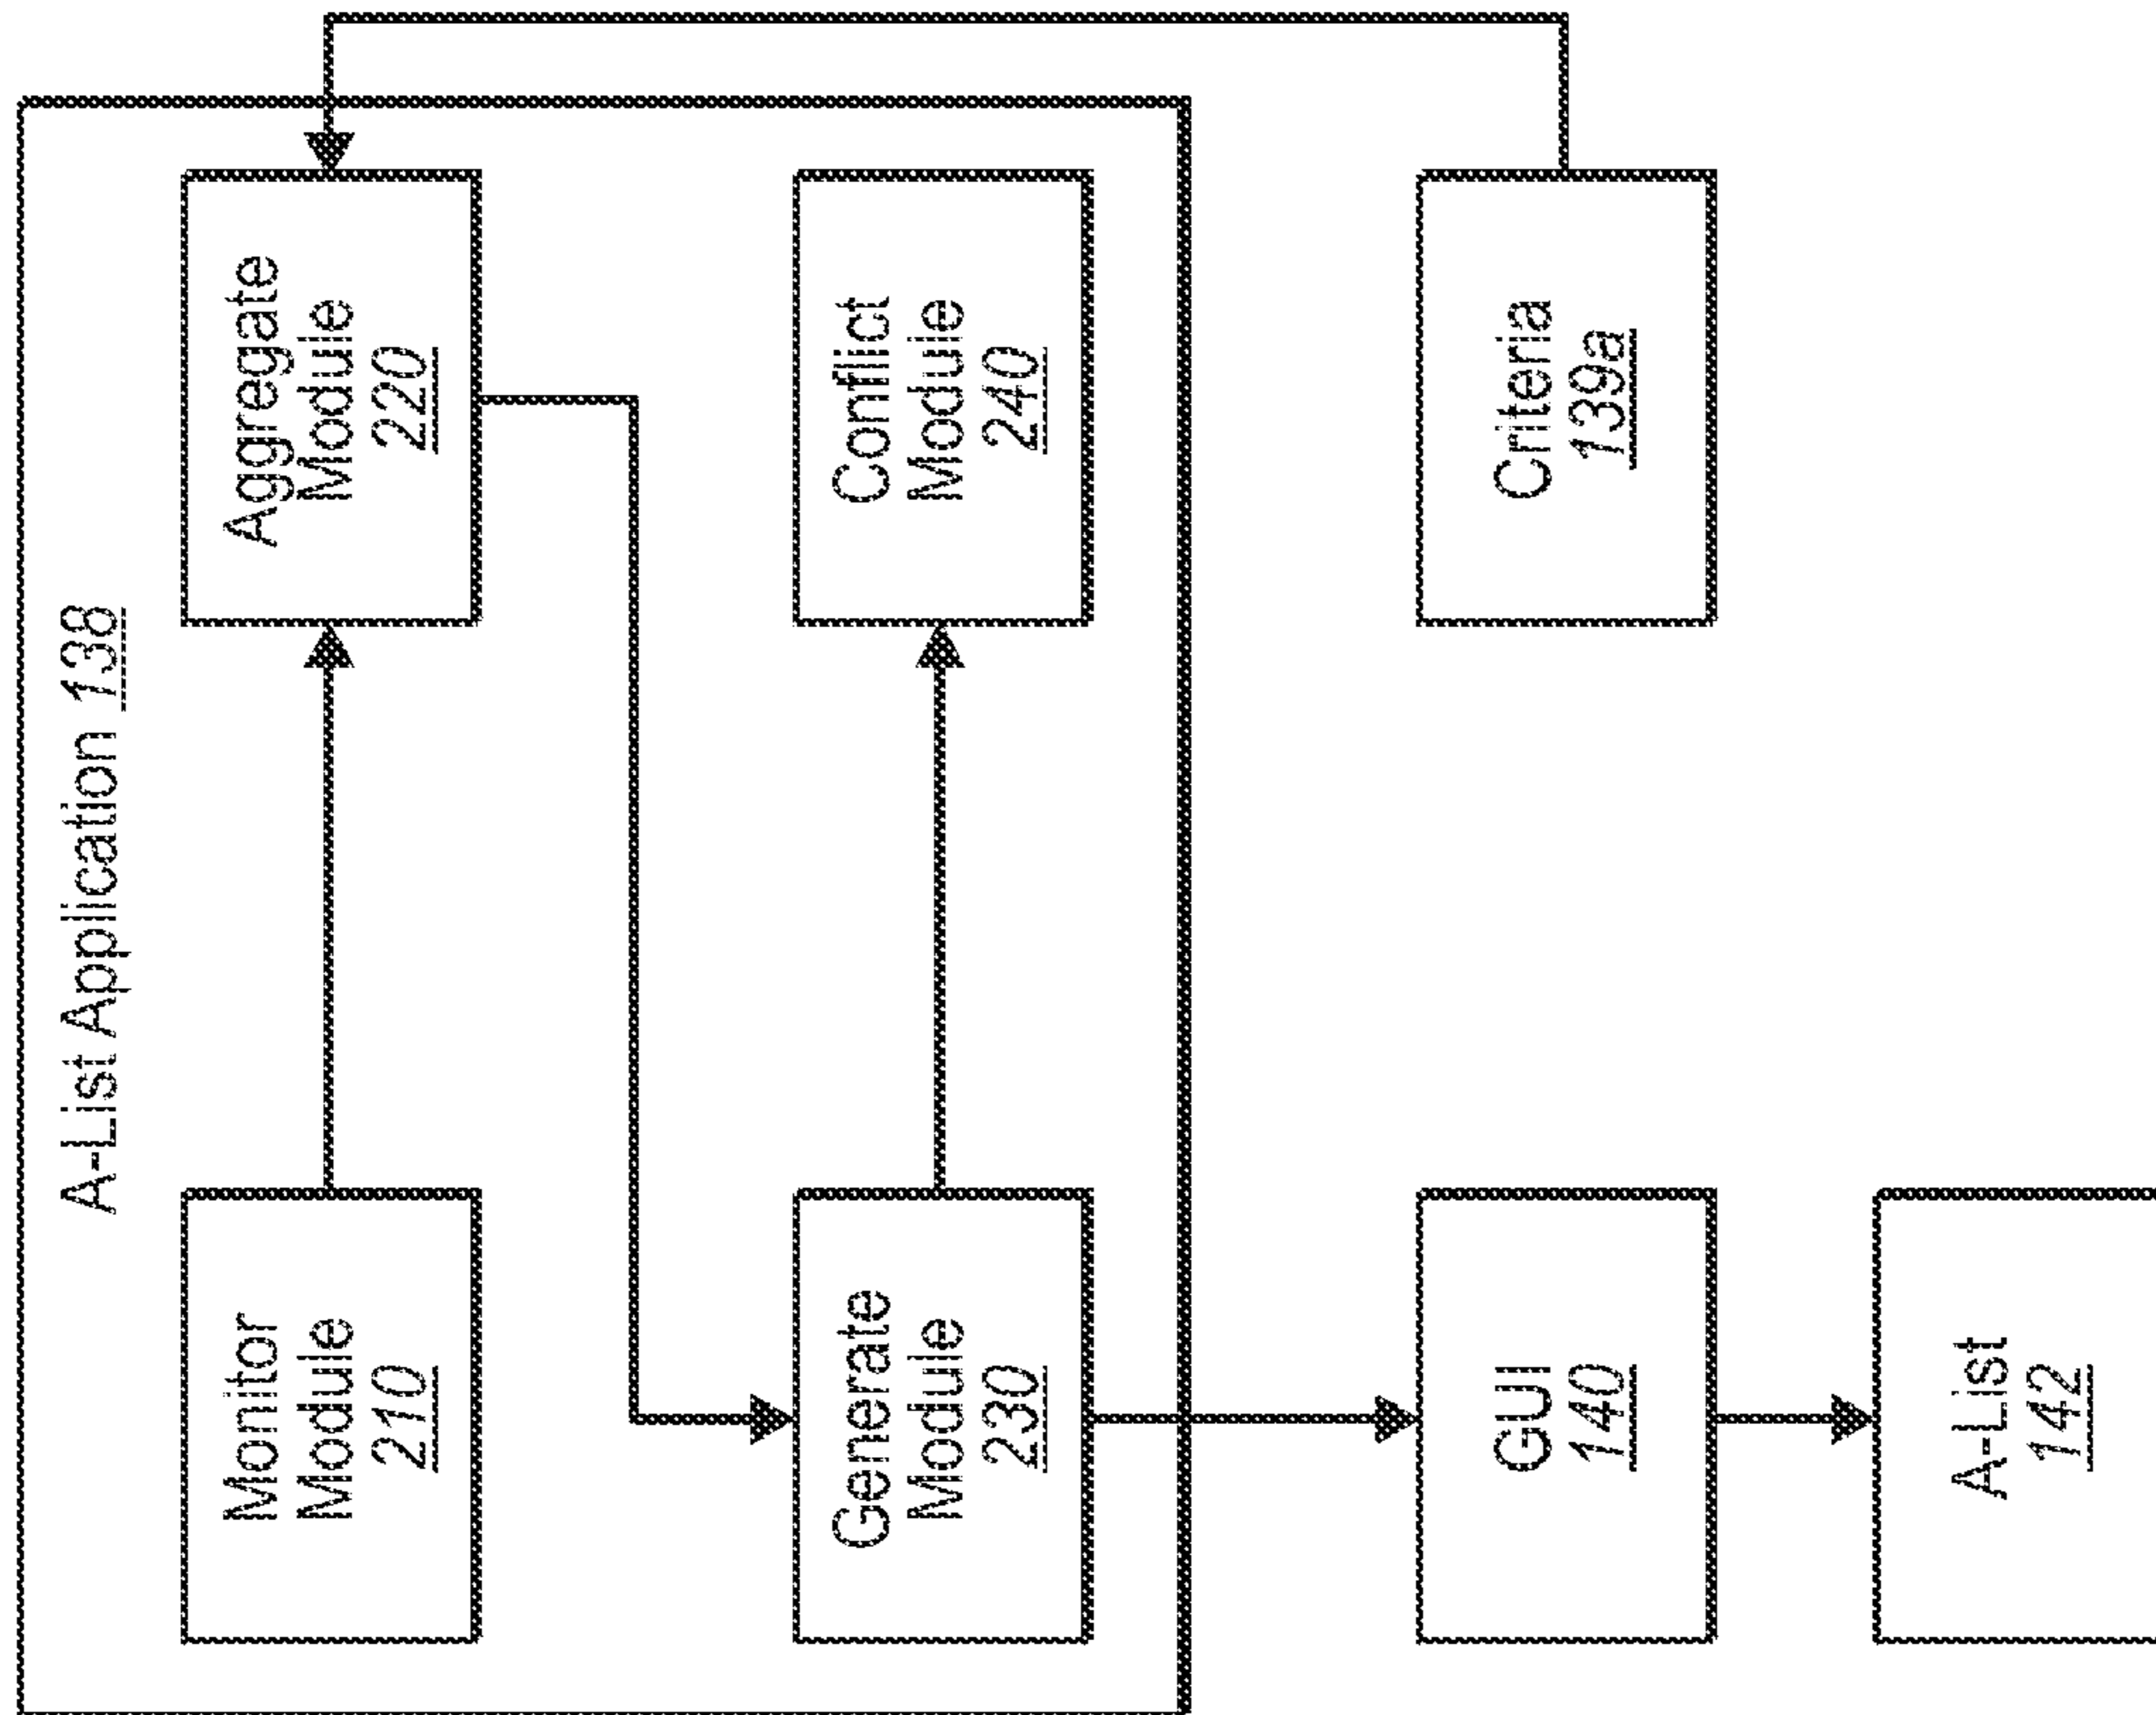 A-List Application 138
Monitor
Module
210
Aggregate
Module
220
Generate
Module
230
Conflict
Module
240
GUI
140
Criteria
139a
A-List
142